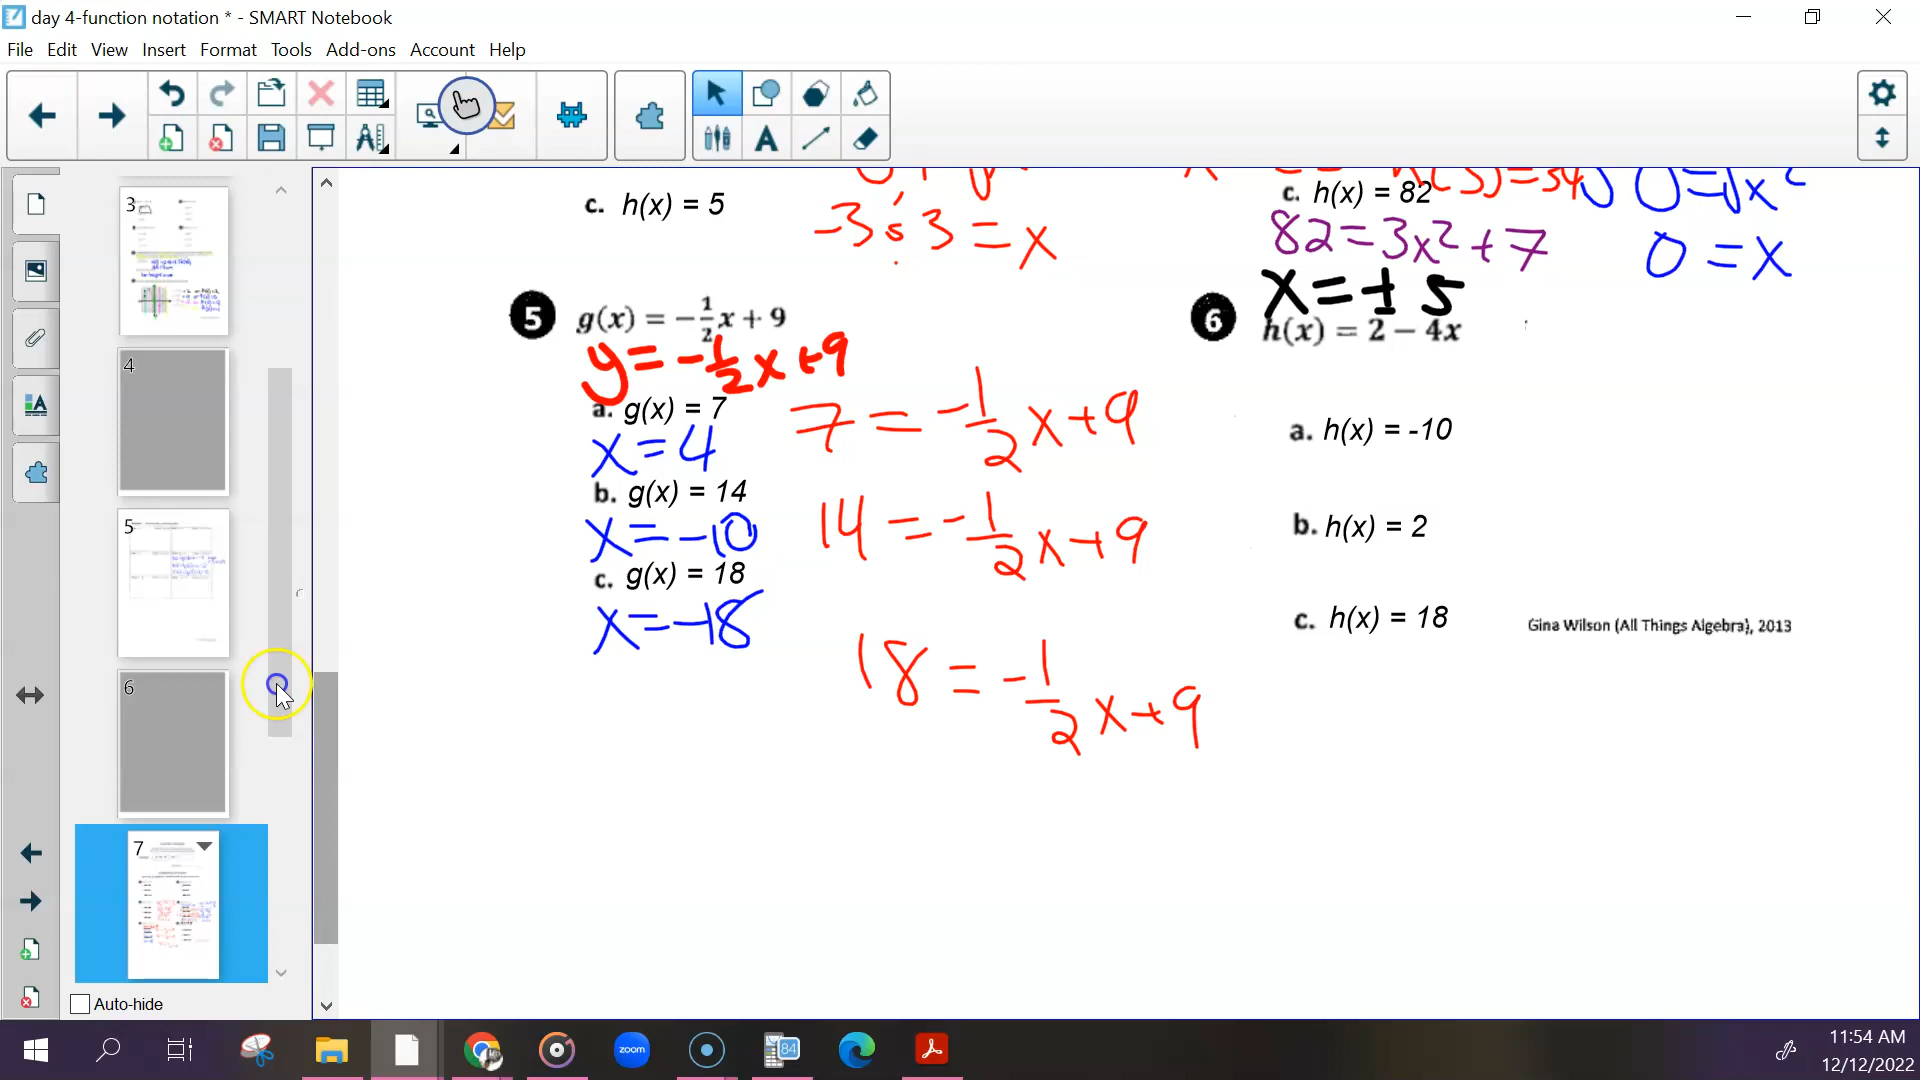 day 4-function notation * - SMART Notebook
File Edit View Insert Format Tools Add-ons Account Help
3
4
5
6
7
Auto-hide
c. h(x) = 5
-3 ; 3 = x
c. h(x) = 82
82 = 3x² + 7
x = ± 5
0 = x
5 g(x) = -1/2x + 9
y = -1/2x + 9
a. g(x) = 7
7 = -1/2x + 9
x = 4
b. g(x) = 14
14 = -1/2x + 9
x = -10
c. g(x) = 18
x = -18
18 = -1/2x + 9
6 h(x) = 2 – 4x
a. h(x) = -10
b. h(x) = 2
c. h(x) = 18
Gina Wilson (All Things Algebra), 2013
zoom
84
11:54 AM
12/12/2022